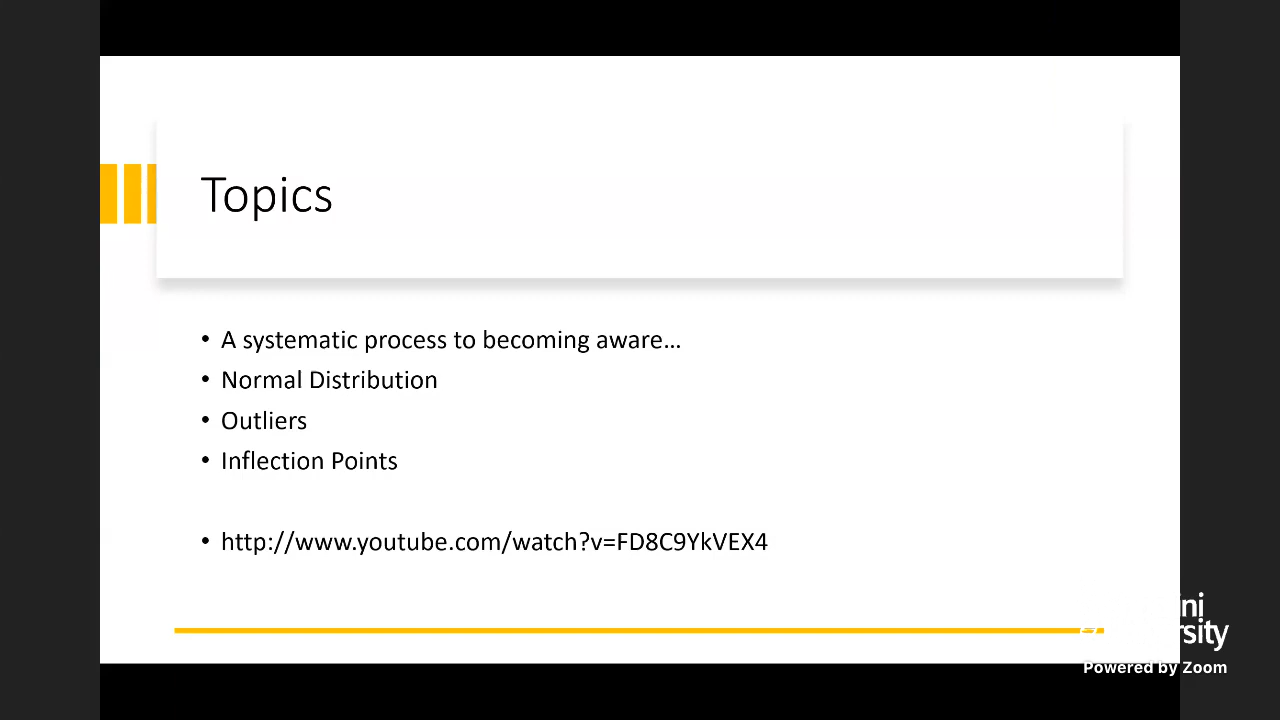 Topics
• A systematic process to becoming aware…
• Normal Distribution
• Outliers
• Inflection Points
• http://www.youtube.com/watch?v=FD8C9YkVEX4
Powered by Zoom